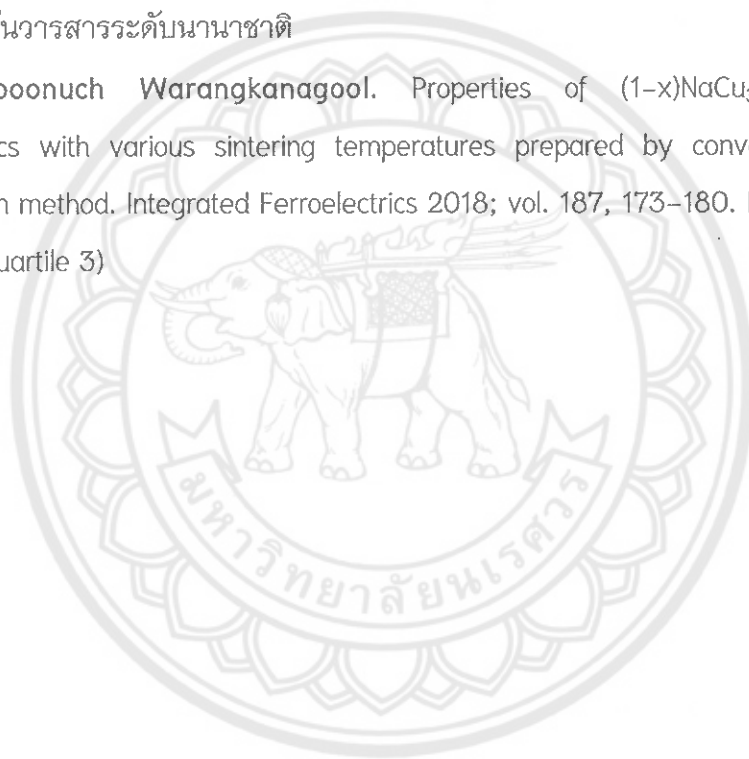 นวารสารระดับนานาชาติ
oonuch Warangkanagool. Properties of (1–x)NaCu
cs with various sintering temperatures prepared by conv
n method. Integrated Ferroelectrics 2018; vol. 187, 173–180.
uartile 3)
มหาวิทยาลัยนเรศวร